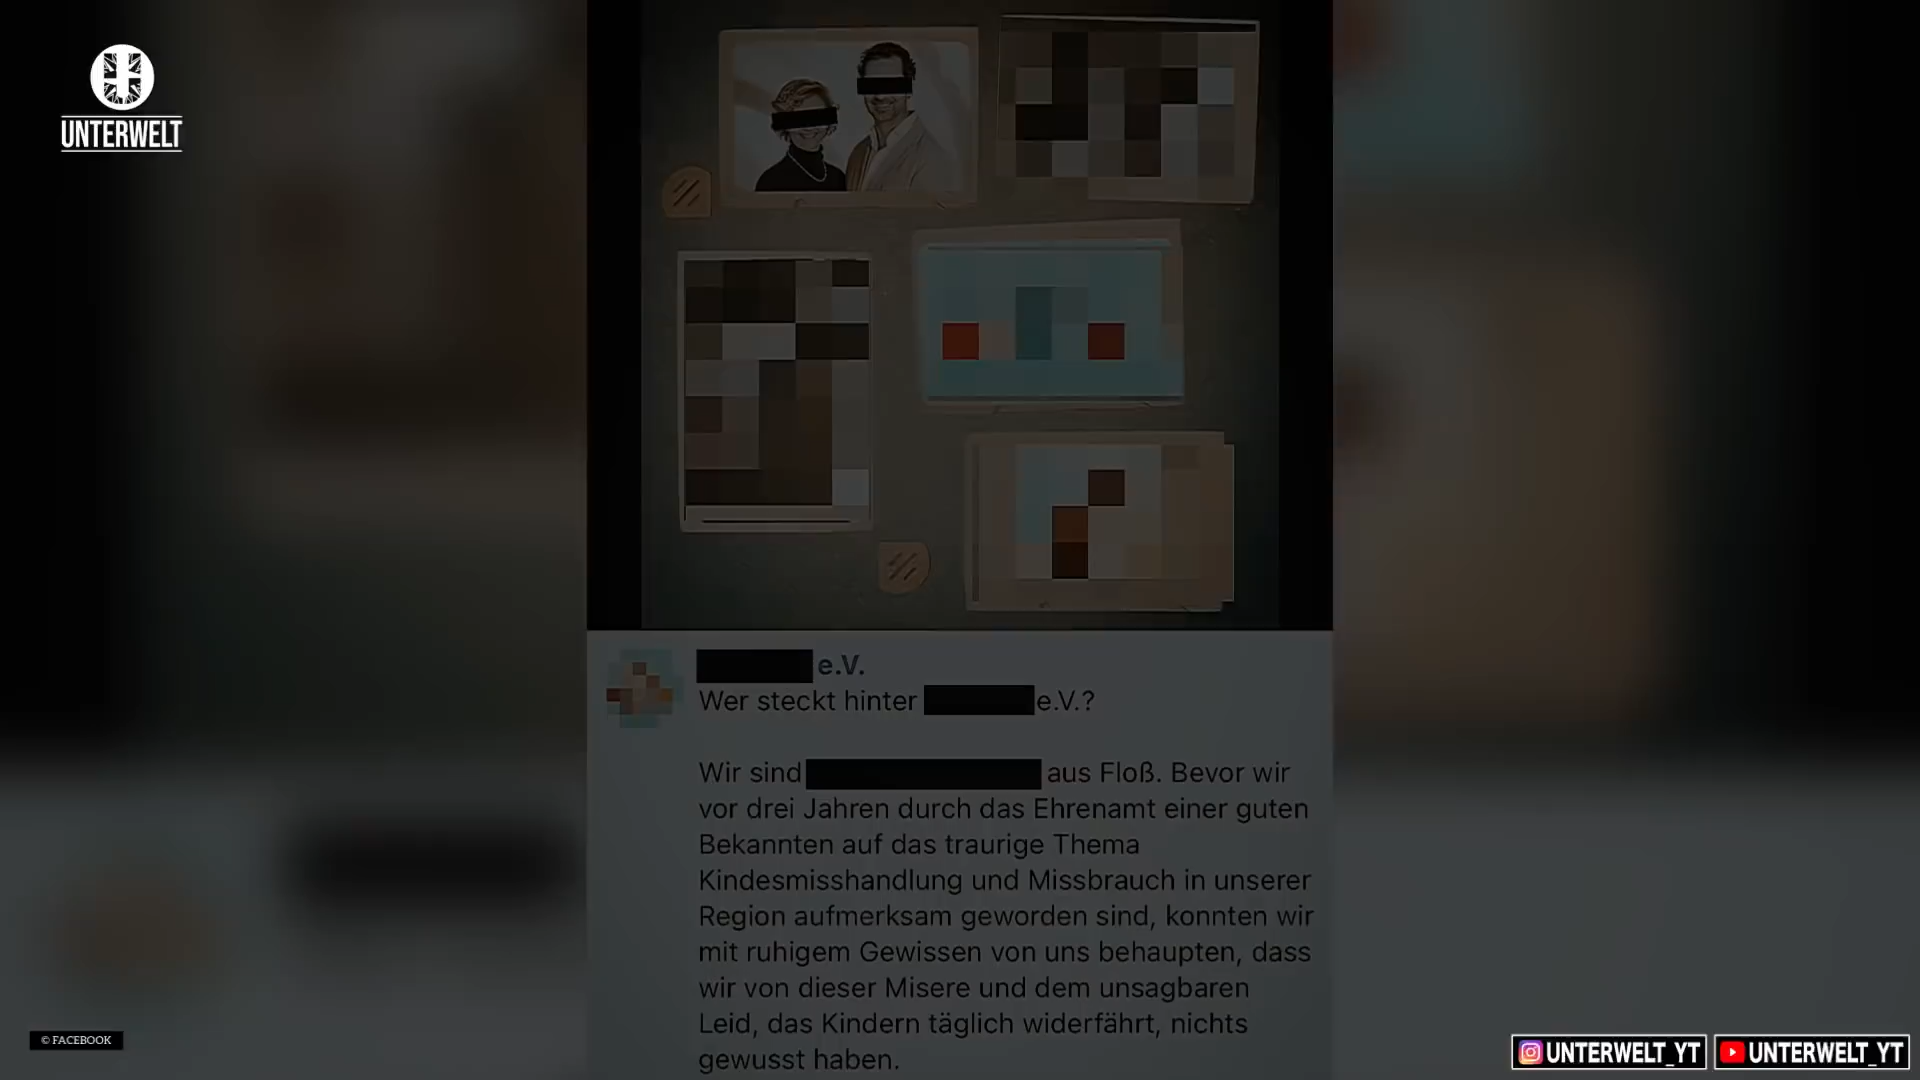 UNTERWELT
e.V.
Wer steckt hinter e.V.?
Wir sind aus Floß. Bevor wir
vor drei Jahren durch das Ehrenamt einer guten
Bekannten auf das traurige Thema
Kindesmisshandlung und Missbrauch in unserer
Region aufmerksam geworden sind, konnten wir
mit ruhigem Gewissen von uns behaupten, dass
wir von dieser Misere und dem unsagbaren
Leid, das Kindern täglich widerfährt, nichts
gewusst haben.
© FACEBOOK
UNTERWELT_YT
UNTERWELT_YT